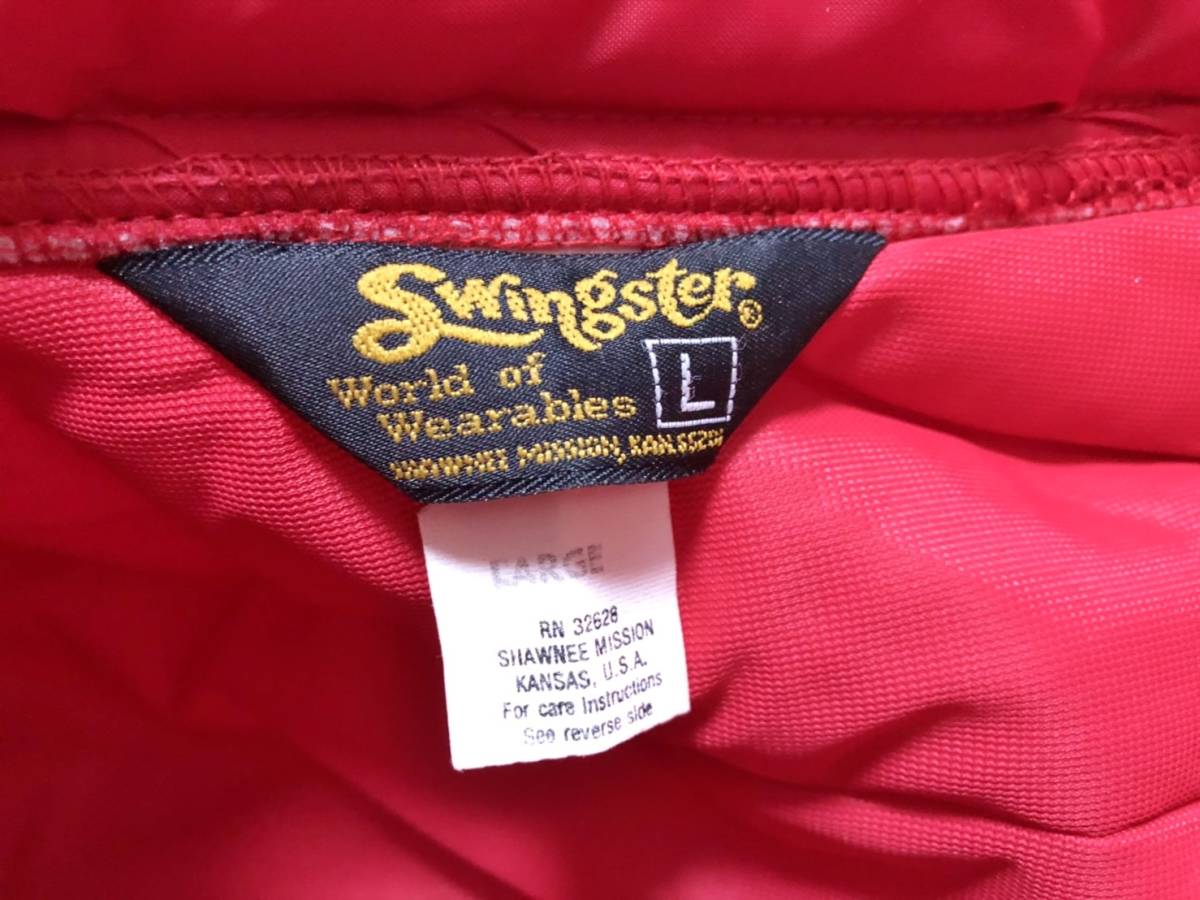 Swingster®
World of
Wearables
L
SHAWNEE MISSION, KAN. 66201
LARGE
RN 32628
SHAWNEE MISSION
KANSAS, U.S.A.
For care Instructions
See reverse side